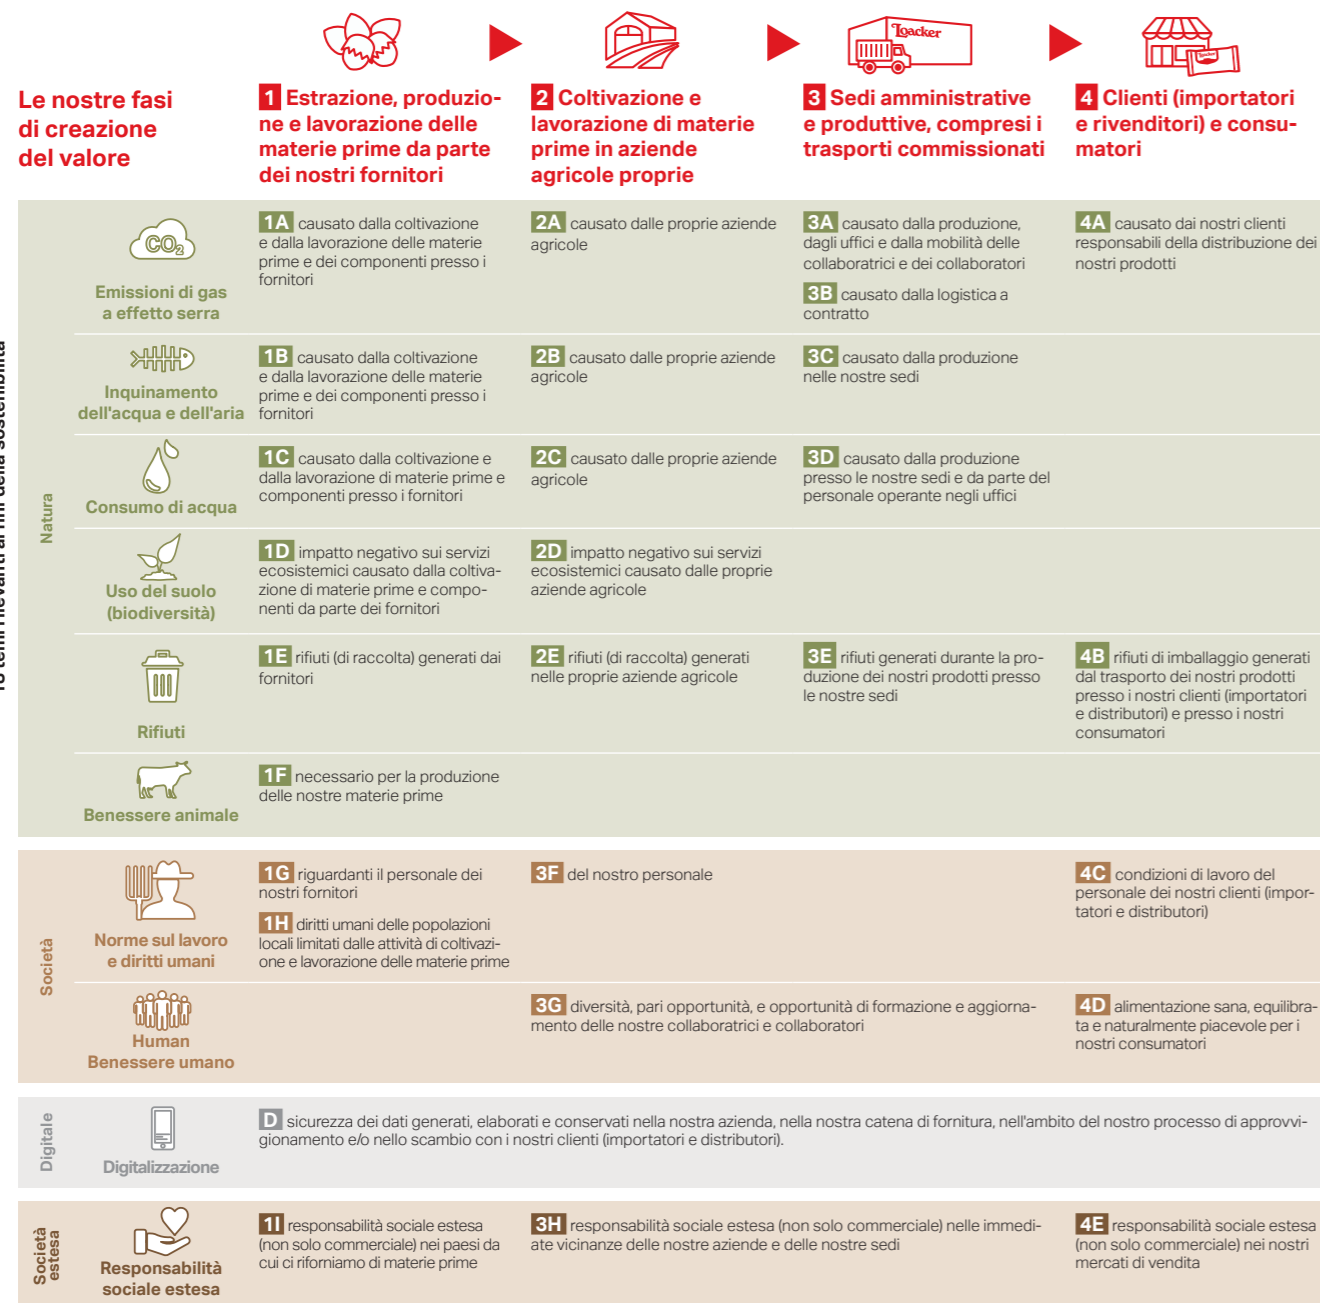 Loacker
Le nostre fasi
di creazione
del valore
1 Estrazione, produzio-
ne e lavorazione delle
materie prime da parte
dei nostri fornitori
2 Coltivazione e
lavorazione di materie
prime in aziende
agricole proprie
3 Sedi amministrative
e produttive, compresi i
trasporti commissionati
4 Clienti (importatori
e rivenditori) e consu-
matori
Natura
CO₂
Emissioni di gas
a effetto serra
1A causato dalla coltivazione
e dalla lavorazione delle materie
prime e dei componenti presso i
fornitori
2A causato dalle proprie aziende
agricole
3A causato dalla produzione,
dagli uffici e dalla mobilità delle
collaboratrici e dei collaboratori
3B causato dalla logistica a
contratto
4A causato dai nostri clienti
responsabili della distribuzione dei
nostri prodotti
Inquinamento
dell'acqua e dell'aria
1B causato dalla coltivazione
e dalla lavorazione delle materie
prime e dei componenti presso i
fornitori
2B causato dalle proprie aziende
agricole
3C causato dalla produzione
nelle nostre sedi
Consumo di acqua
1C causato dalla coltivazione e
dalla lavorazione di materie prime e
componenti presso i fornitori
2C causato dalle proprie aziende
agricole
3D causato dalla produzione
presso le nostre sedi e da parte del
personale operante negli uffici
Uso del suolo
(biodiversità)
1D impatto negativo sui servizi
ecosistemici causato dalla coltiva-
zione di materie prime e compo-
nenti da parte dei fornitori
2D impatto negativo sui servizi
ecosistemici causato dalle proprie
aziende agricole
Rifiuti
1E rifiuti (di raccolta) generati dai
fornitori
2E rifiuti (di raccolta) generati
nelle proprie aziende agricole
3E rifiuti generati durante la pro-
duzione dei nostri prodotti presso
le nostre sedi
4B rifiuti di imballaggio generati
dal trasporto dei nostri prodotti
presso i nostri clienti (importatori
e distributori) e presso i nostri
consumatori
Benessere animale
1F necessario per la produzione
delle nostre materie prime
Società
Norme sul lavoro
e diritti umani
1G riguardanti il personale dei
nostri fornitori
1H diritti umani delle popolazioni
locali limitati dalle attività di coltivazi-
one e lavorazione delle materie prime
3F del nostro personale
4C condizioni di lavoro del
personale dei nostri clienti (impor-
tatori e distributori)
Human
Benessere umano
3G diversità, pari opportunità, e opportunità di formazione e aggiorna-
mento delle nostre collaboratrici e collaboratori
4D alimentazione sana, equilibra-
ta e naturalmente piacevole per i
nostri consumatori
Digitale
Digitalizzazione
D sicurezza dei dati generati, elaborati e conservati nella nostra azienda, nella nostra catena di fornitura, nell'ambito del nostro processo di approvvi-
gionamento e/o nello scambio con i nostri clienti (importatori e distributori).
Società
estesa
Responsabilità
sociale estesa
1I responsabilità sociale estesa
(non solo commerciale) nei paesi da
cui ci riforniamo di materie prime
3H responsabilità sociale estesa (non solo commerciale) nelle immedi-
ate vicinanze delle nostre aziende e delle nostre sedi
4E responsabilità sociale estesa
(non solo commerciale) nei nostri
mercati di vendita